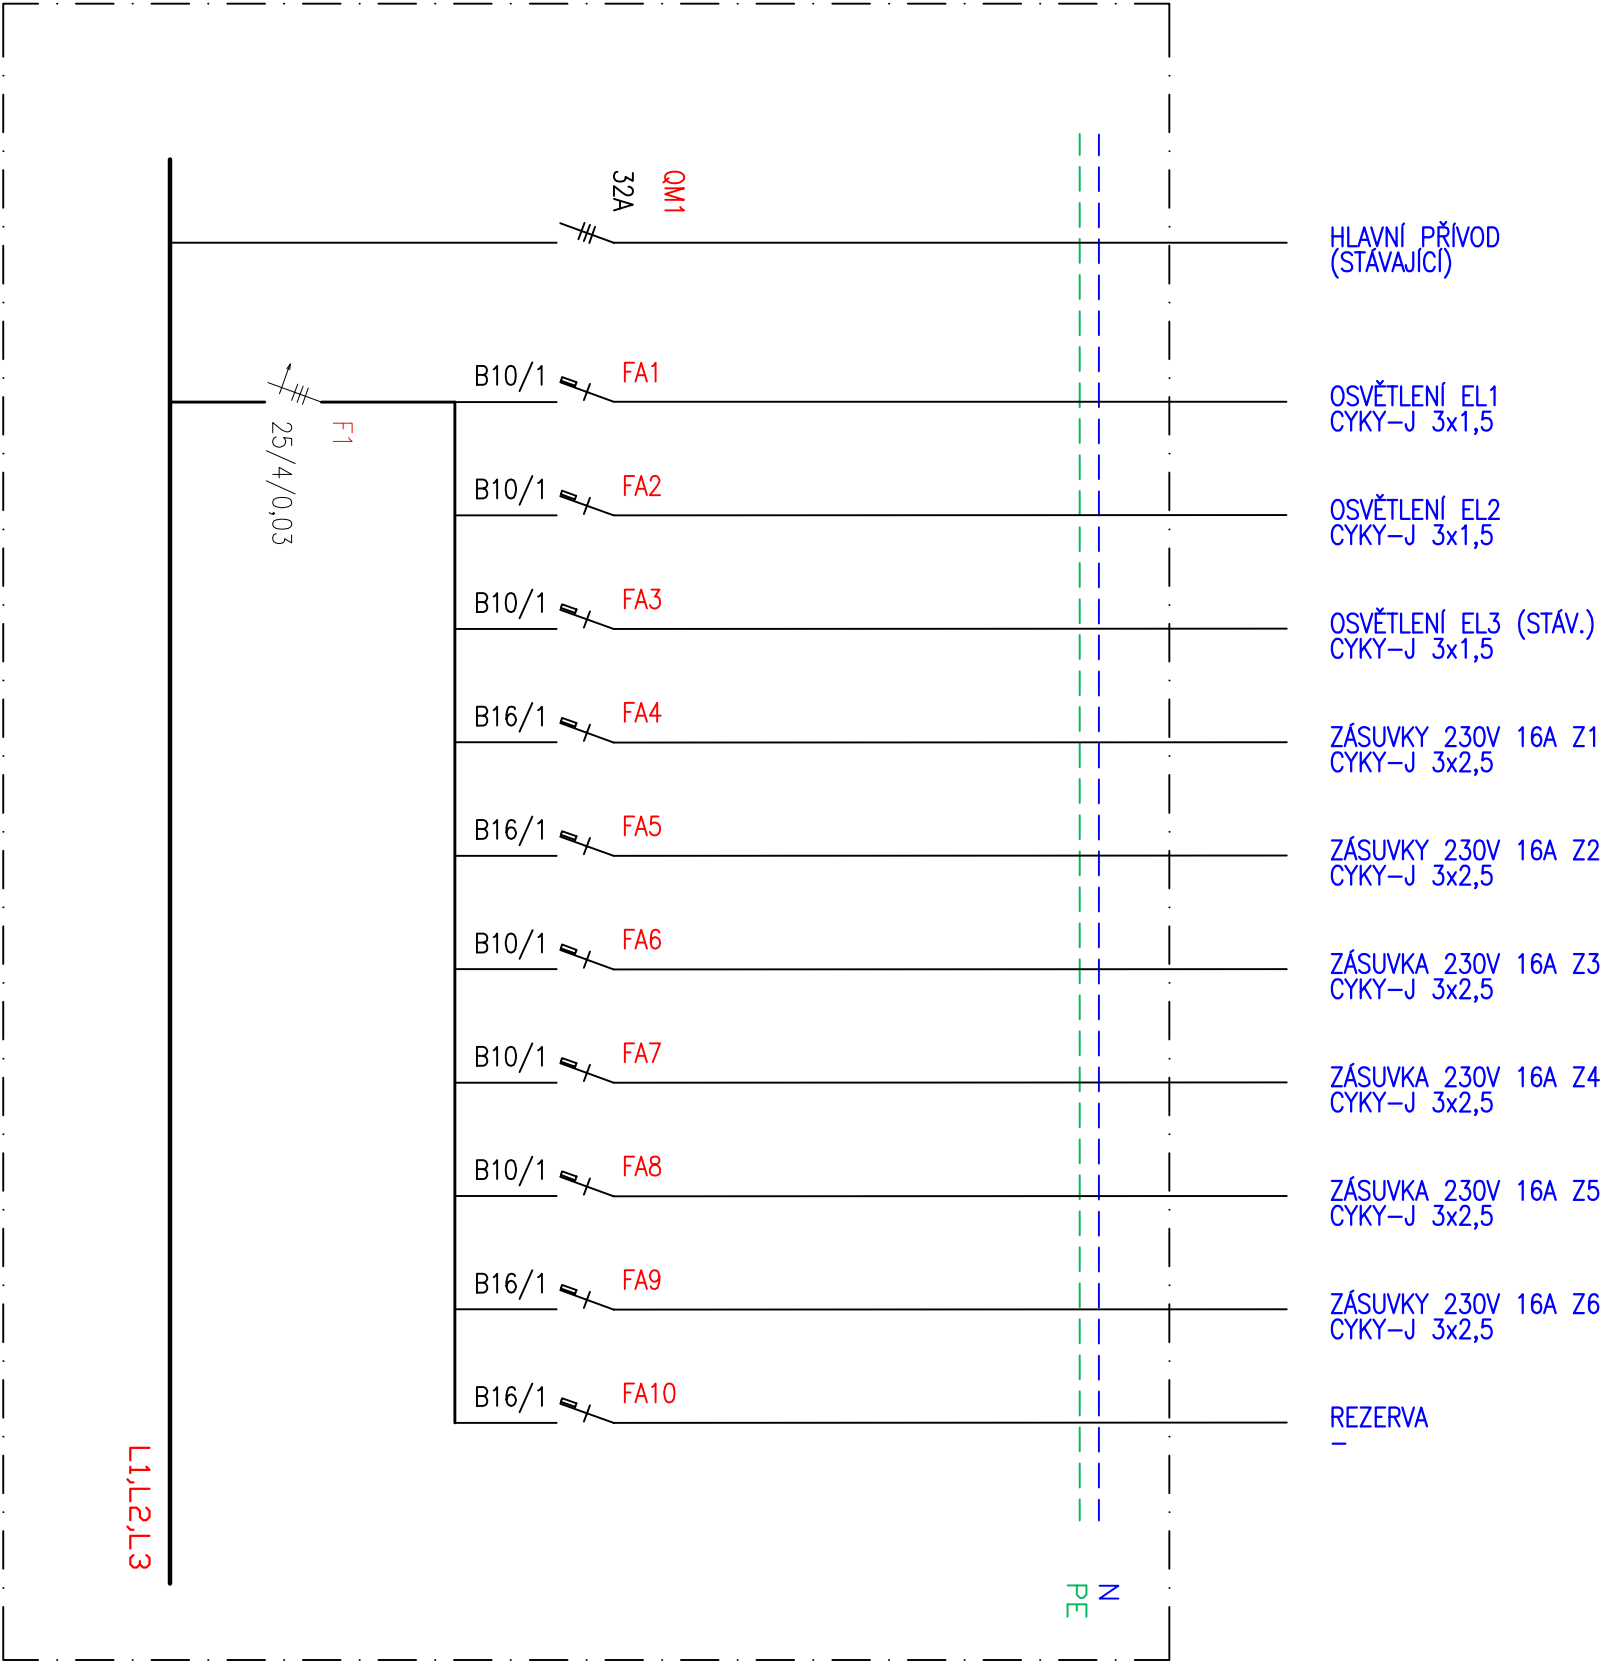 QM1
32A
HLAVNÍ PŘÍVOD
(STÁVAJÍCÍ)
F1
25/4/0,03
B10/1 FA1
OSVĚTLENÍ EL1
CYKY-J 3x1,5
B10/1 FA2
OSVĚTLENÍ EL2
CYKY-J 3x1,5
B10/1 FA3
OSVĚTLENÍ EL3 (STÁV.)
CYKY-J 3x1,5
B16/1 FA4
ZÁSUVKY 230V 16A Z1
CYKY-J 3x2,5
B16/1 FA5
ZÁSUVKY 230V 16A Z2
CYKY-J 3x2,5
B10/1 FA6
ZÁSUVKA 230V 16A Z3
CYKY-J 3x2,5
B10/1 FA7
ZÁSUVKA 230V 16A Z4
CYKY-J 3x2,5
B10/1 FA8
ZÁSUVKA 230V 16A Z5
CYKY-J 3x2,5
B16/1 FA9
ZÁSUVKY 230V 16A Z6
CYKY-J 3x2,5
B16/1 FA10
REZERVA
-
L1,L2,L3
N
PE